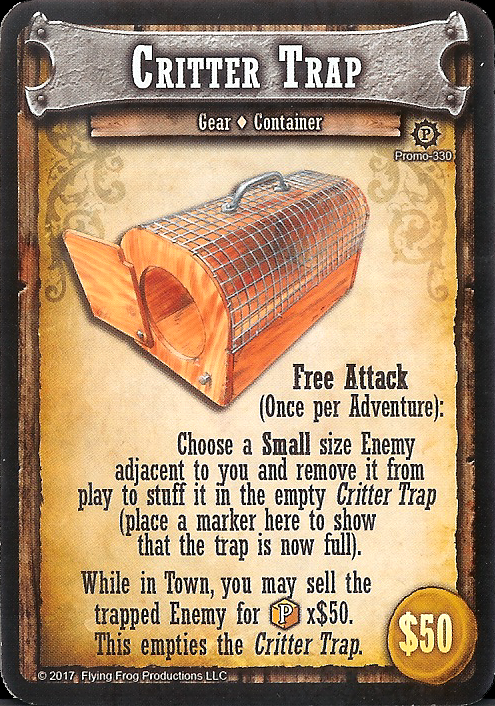 Critter Trap
Gear ♦ Container
P
Promo-330
Free Attack
(Once per Adventure):
Choose a Small size Enemy
adjacent to you and remove it from
play to stuff it in the empty Critter Trap
(place a marker here to show
that the trap is now full).
While in Town, you may sell the
trapped Enemy for P x$50.
This empties the Critter Trap.
$50
© 2017 Flying Frog Productions LLC